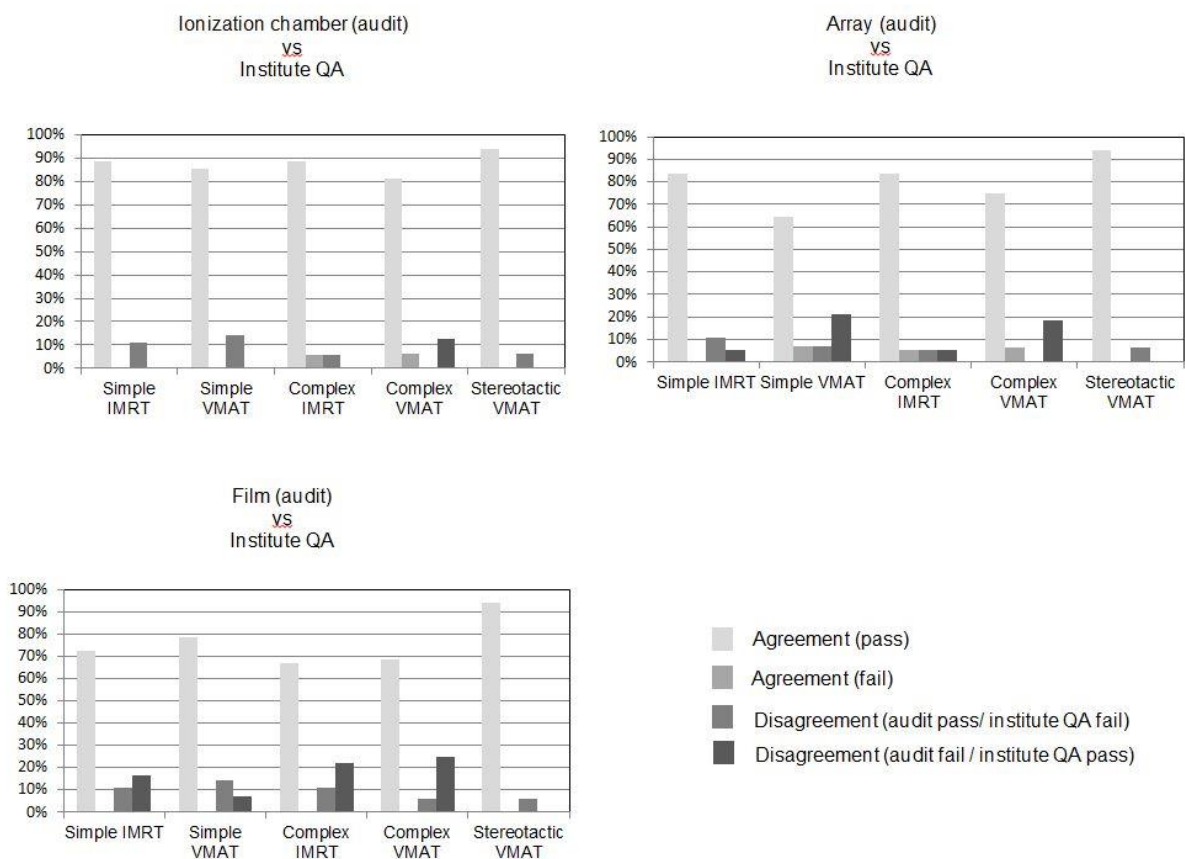 Ionization chamber (audit)
vs
Institute QA
100%
90%
80%
70%
60%
50%
40%
30%
20%
10%
0%
Simple IMRT
Simple VMAT
Complex IMRT
Complex VMAT
Stereotactic VMAT
Array (audit)
vs
Institute QA
100%
90%
80%
70%
60%
50%
40%
30%
20%
10%
0%
Simple IMRT
Simple VMAT
Complex IMRT
Complex VMAT
Stereotactic VMAT
Film (audit)
vs
Institute QA
100%
90%
80%
70%
60%
50%
40%
30%
20%
10%
0%
Simple IMRT
Simple VMAT
Complex IMRT
Complex VMAT
Stereotactic VMAT
Agreement (pass)
Agreement (fail)
Disagreement (audit pass/ institute QA fail)
Disagreement (audit fail / institute QA pass)